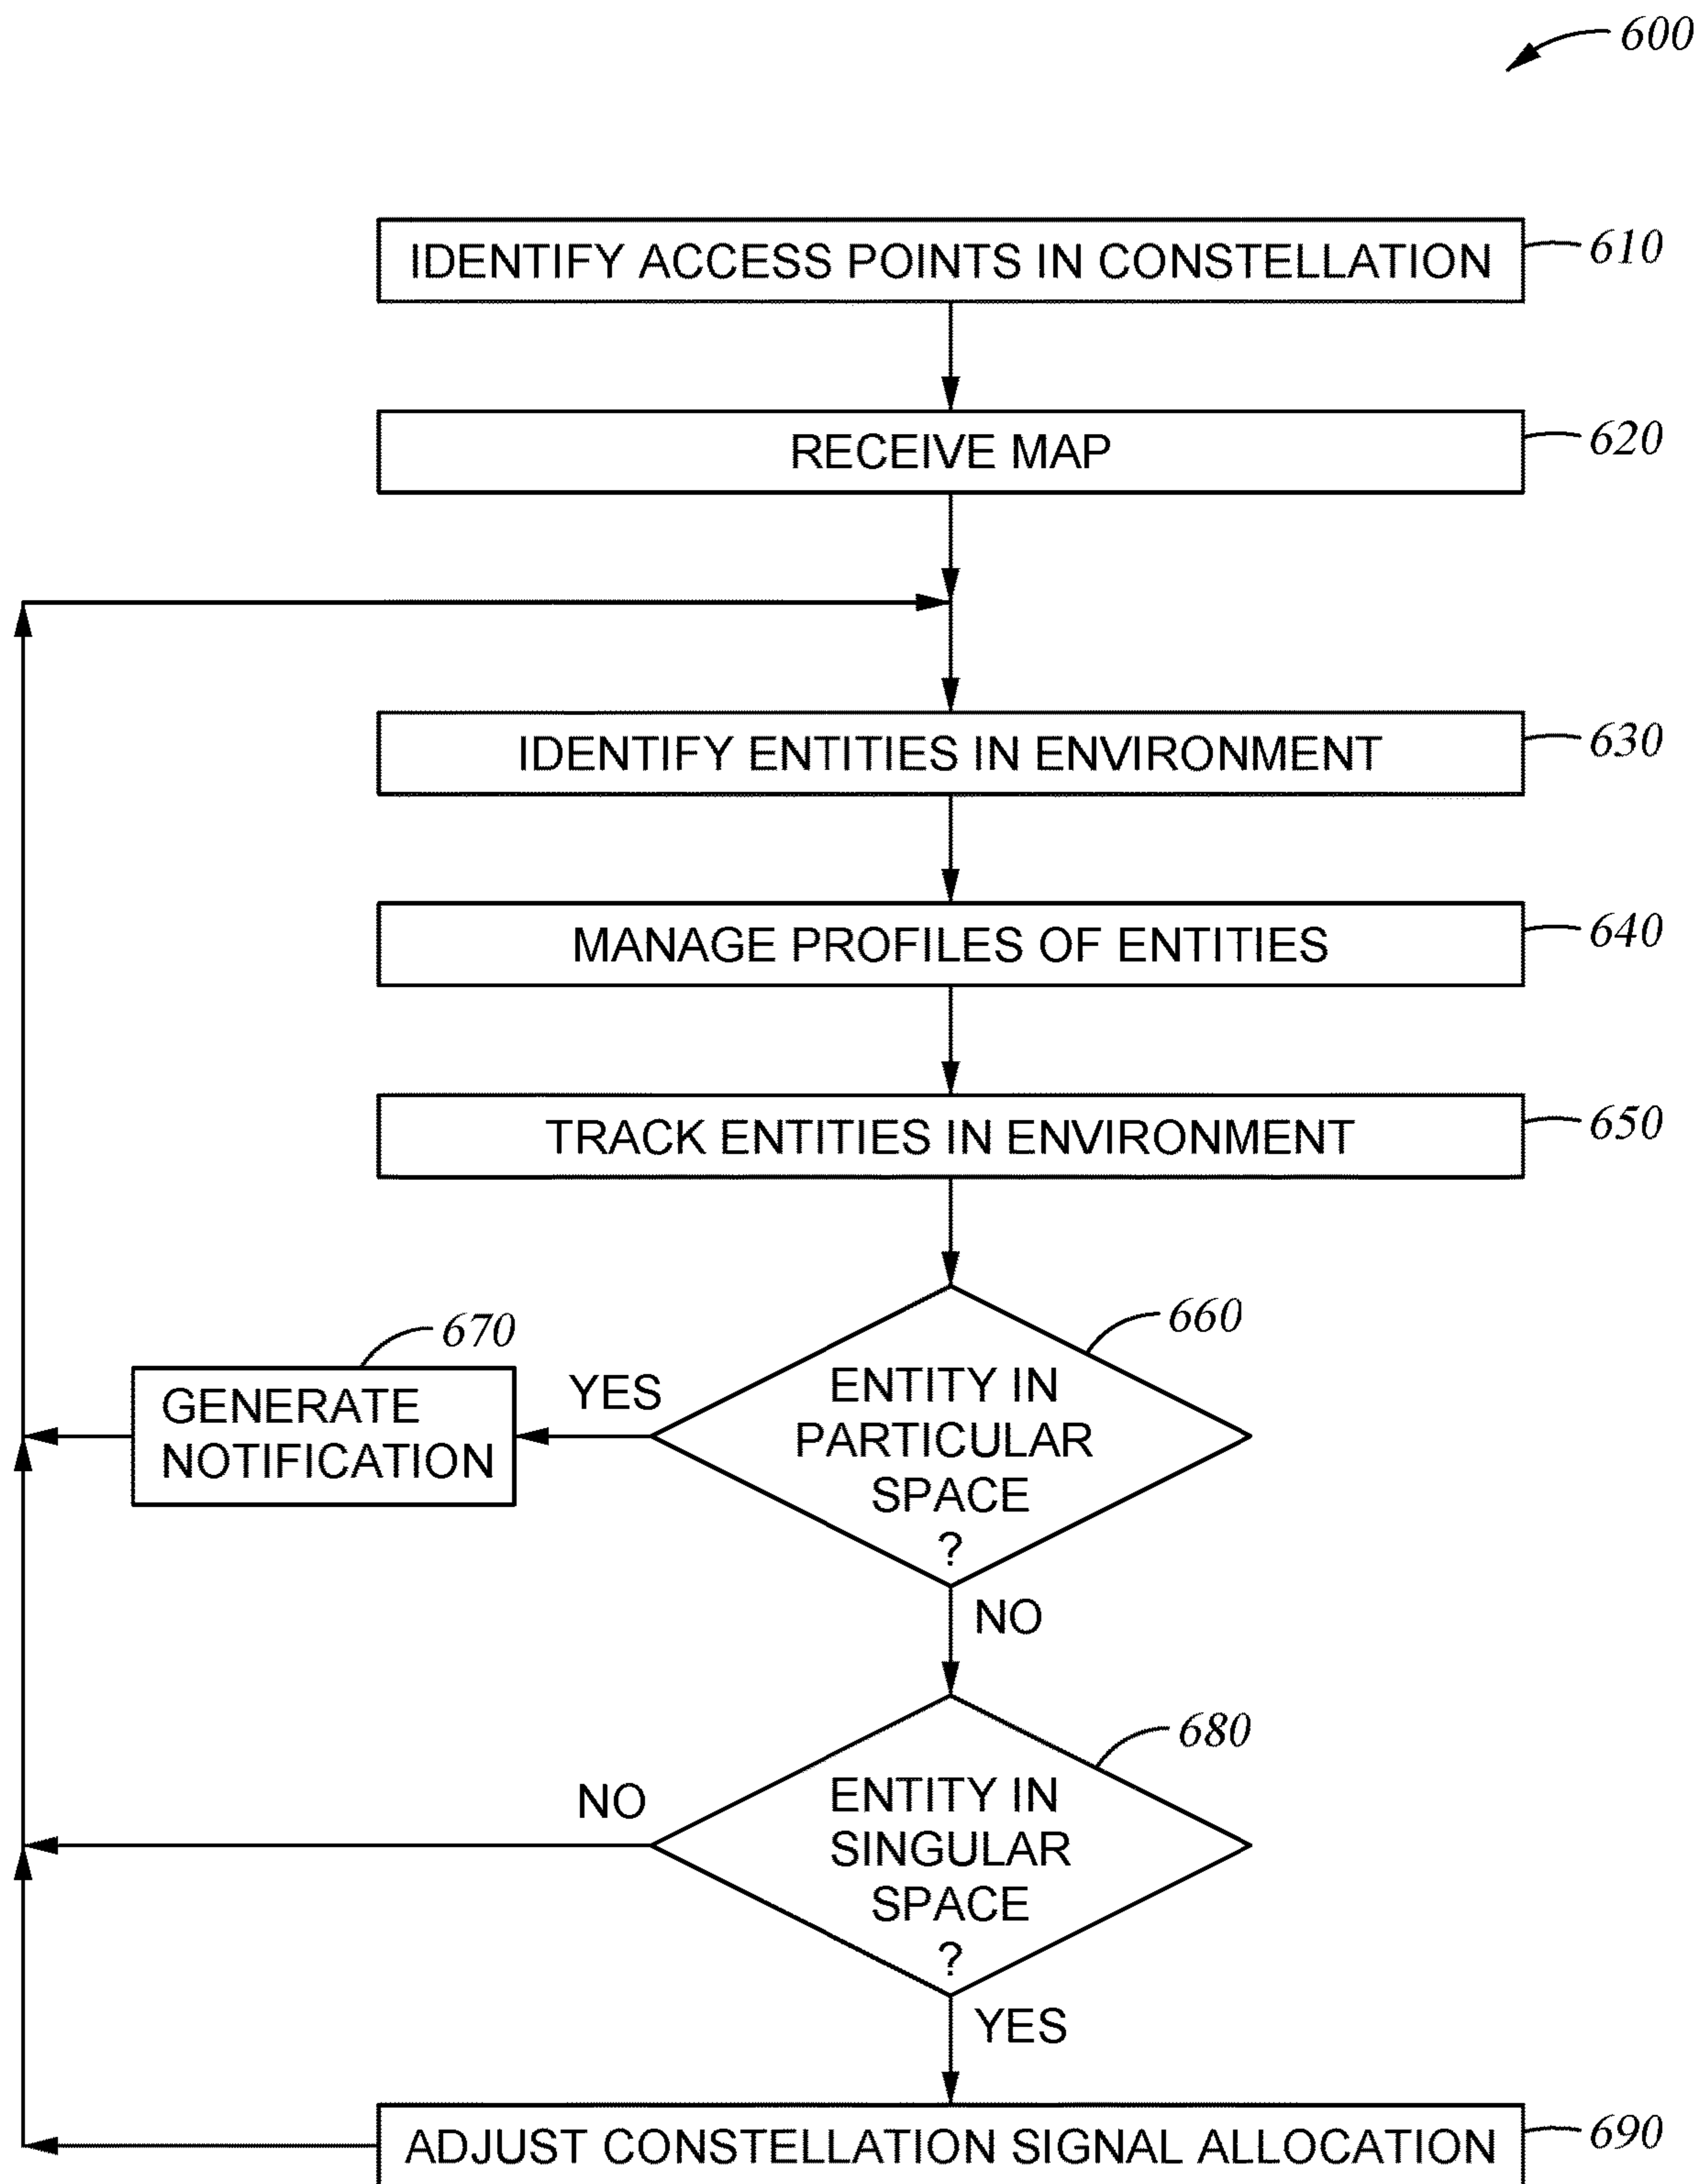 600
IDENTIFY ACCESS POINTS IN CONSTELLATION
610
RECEIVE MAP
620
IDENTIFY ENTITIES IN ENVIRONMENT
630
MANAGE PROFILES OF ENTITIES
640
TRACK ENTITIES IN ENVIRONMENT
650
660
ENTITY IN
PARTICULAR
SPACE
?
YES
670
GENERATE
NOTIFICATION
NO
680
ENTITY IN
SINGULAR
SPACE
?
NO
YES
ADJUST CONSTELLATION SIGNAL ALLOCATION
690